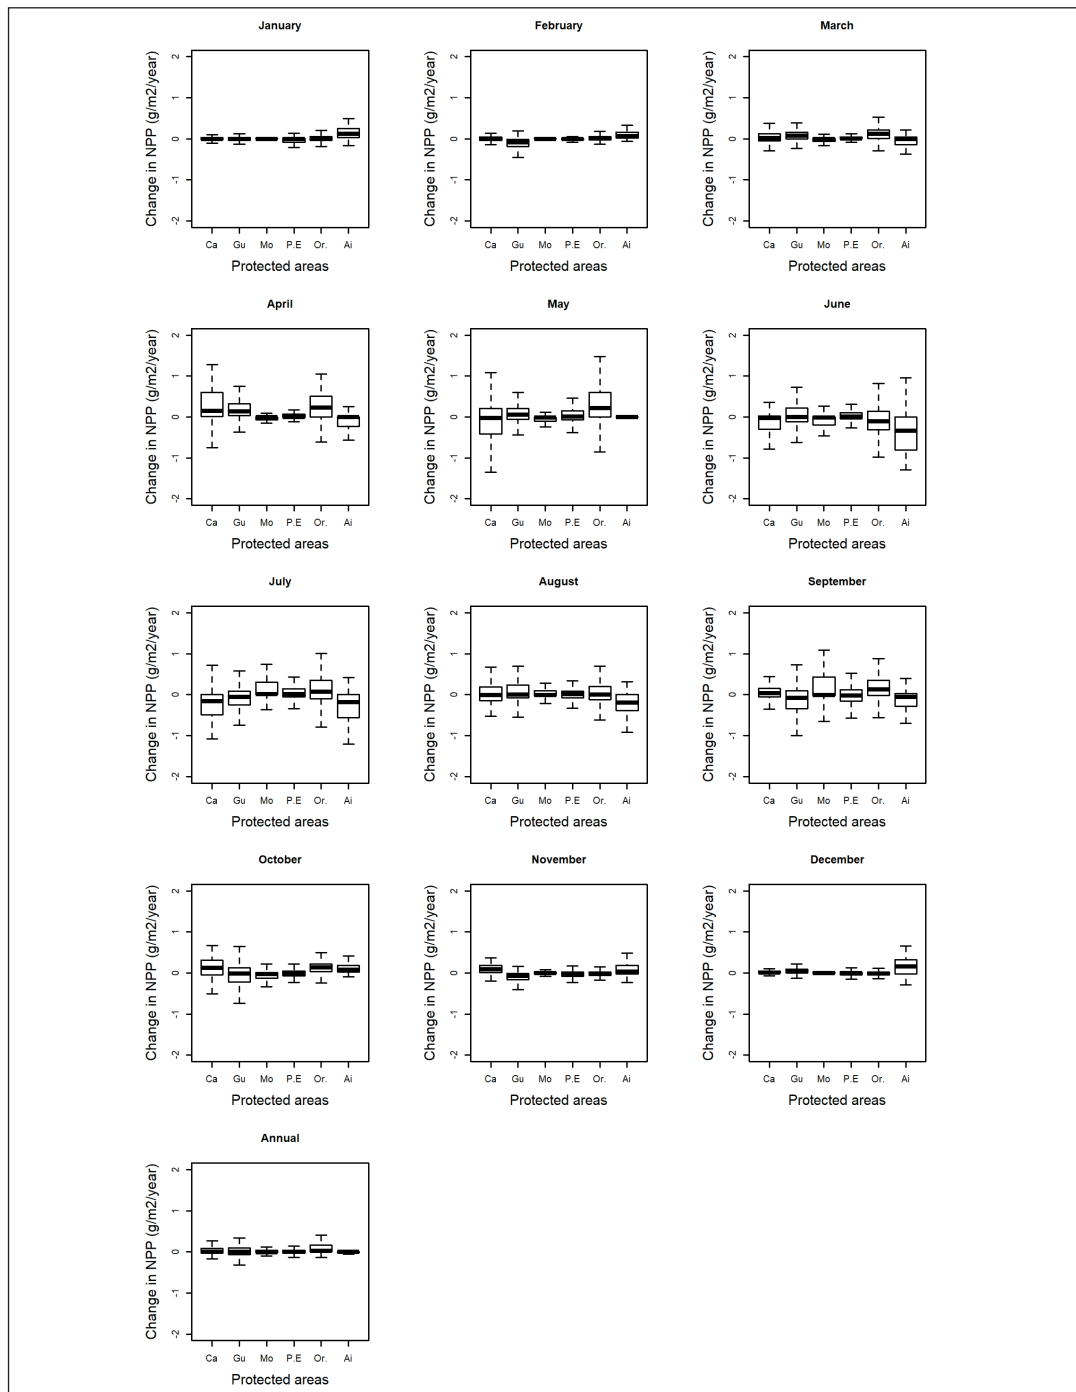 January
February
March
Change in NPP (g/m2/year)
2
1
0
-1
-2
Ca Gu Mo P.E Or. Ai
Protected areas
Change in NPP (g/m2/year)
2
1
0
-1
-2
Ca Gu Mo P.E Or. Ai
Protected areas
Change in NPP (g/m2/year)
2
1
0
-1
-2
Ca Gu Mo P.E Or. Ai
Protected areas
April
May
June
Change in NPP (g/m2/year)
2
1
0
-1
-2
Ca Gu Mo P.E Or. Ai
Protected areas
Change in NPP (g/m2/year)
2
1
0
-1
-2
Ca Gu Mo P.E Or. Ai
Protected areas
Change in NPP (g/m2/year)
2
1
0
-1
-2
Ca Gu Mo P.E Or. Ai
Protected areas
July
August
September
Change in NPP (g/m2/year)
2
1
0
-1
-2
Ca Gu Mo P.E Or. Ai
Protected areas
Change in NPP (g/m2/year)
2
1
0
-1
-2
Ca Gu Mo P.E Or. Ai
Protected areas
Change in NPP (g/m2/year)
2
1
0
-1
-2
Ca Gu Mo P.E Or. Ai
Protected areas
October
November
December
Change in NPP (g/m2/year)
2
1
0
-1
-2
Ca Gu Mo P.E Or. Ai
Protected areas
Change in NPP (g/m2/year)
2
1
0
-1
-2
Ca Gu Mo P.E Or. Ai
Protected areas
Change in NPP (g/m2/year)
2
1
0
-1
-2
Ca Gu Mo P.E Or. Ai
Protected areas
Annual
Change in NPP (g/m2/year)
2
1
0
-1
-2
Ca Gu Mo P.E Or. Ai
Protected areas